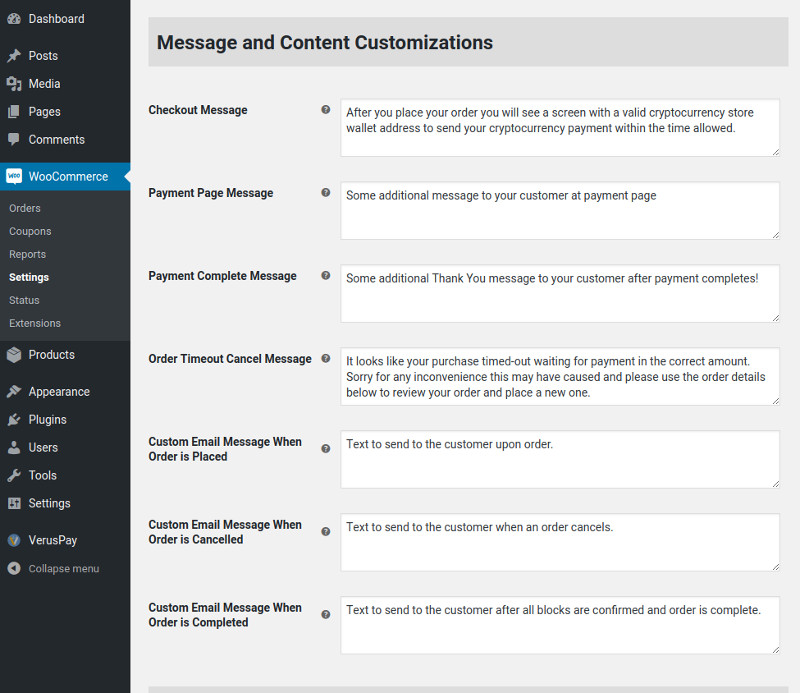 Dashboard
Posts
Media
Pages
Comments
WOO
WooCommerce
Orders
Coupons
Reports
Settings
Status
Extensions
Products
Appearance
Plugins
Users
Tools
Settings
VerusPay
Collapse menu
Message and Content Customizations
Checkout Message
?
After you place your order you will see a screen with a valid cryptocurrency store
wallet address to send your cryptocurrency payment within the time allowed.
Payment Page Message
?
Some additional message to your customer at payment page
Payment Complete Message
?
Some additional Thank You message to your customer after payment completes!
Order Timeout Cancel Message
?
It looks like your purchase timed-out waiting for payment in the correct amount.
Sorry for any inconvenience this may have caused and please use the order details
below to review your order and place a new one.
Custom Email Message When
Order is Placed
?
Text to send to the customer upon order.
Custom Email Message When
Order is Cancelled
?
Text to send to the customer when an order cancels.
Custom Email Message When
Order is Completed
?
Text to send to the customer after all blocks are confirmed and order is complete.